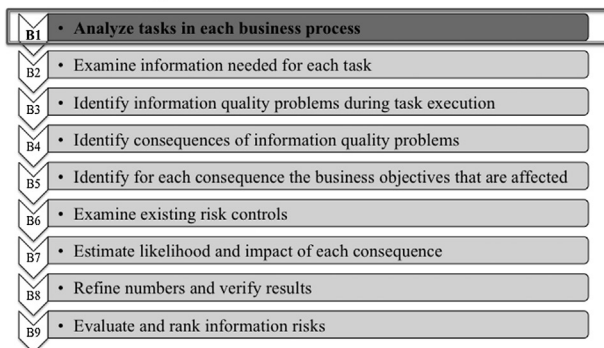 B1 • Analyze tasks in each business process
B2 • Examine information needed for each task
B3 • Identify information quality problems during task execution
B4 • Identify consequences of information quality problems
B5 • Identify for each consequence the business objectives that are affected
B6 • Examine existing risk controls
B7 • Estimate likelihood and impact of each consequence
B8 • Refine numbers and verify results
B9 • Evaluate and rank information risks